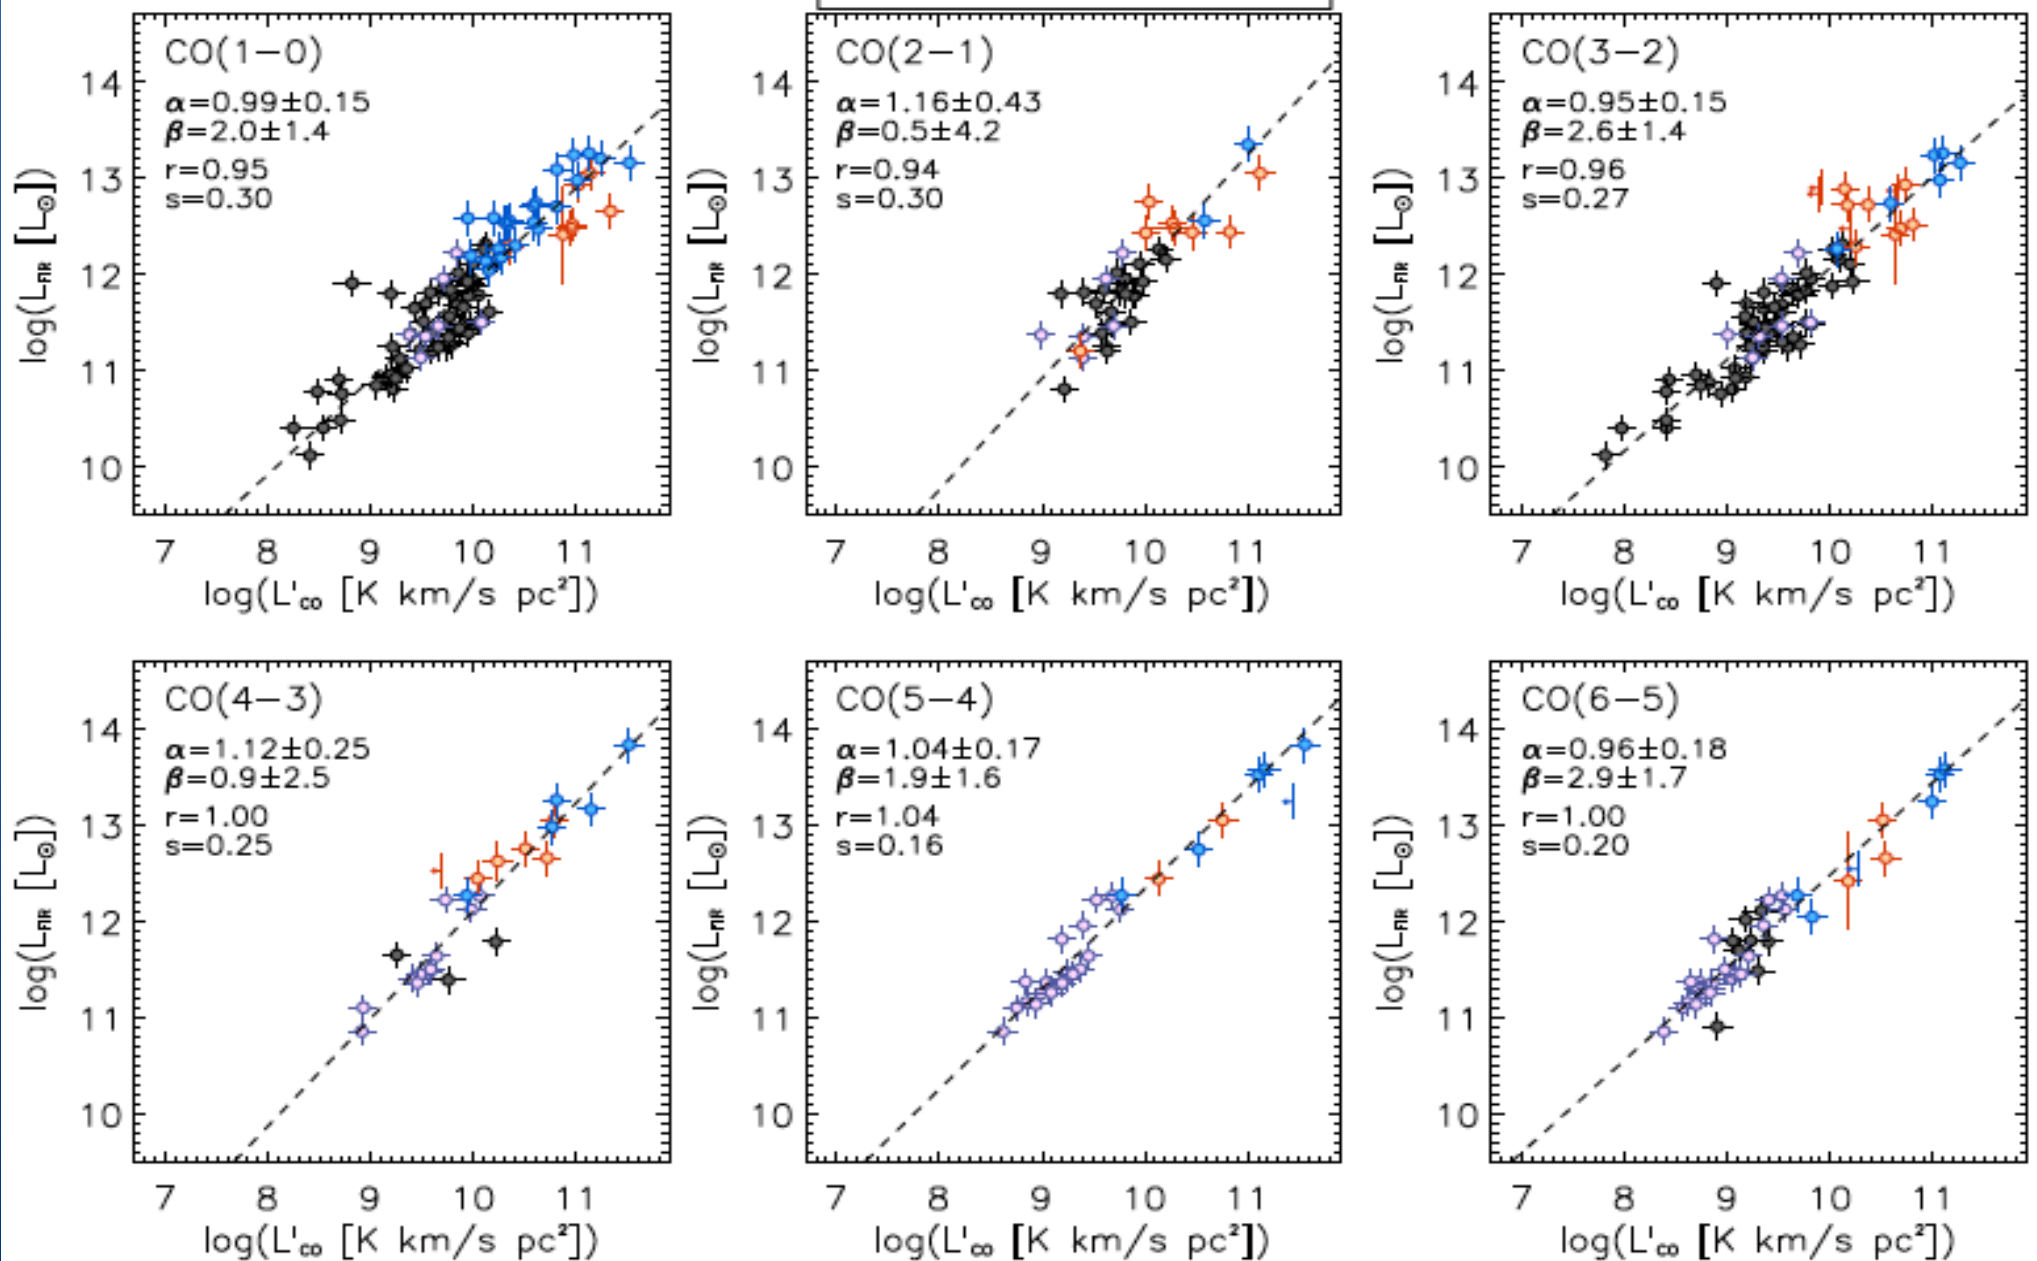 CO(1−0)
α=0.99±0.15
β=2.0±1.4
r=0.95
s=0.30
14
13
12
11
10
log(L_FIR [L⊙])
7 8 9 10 11
log(L'_CO [K km/s pc²])
CO(2−1)
α=1.16±0.43
β=0.5±4.2
r=0.94
s=0.30
14
13
12
11
10
log(L_FIR [L⊙])
7 8 9 10 11
log(L'_CO [K km/s pc²])
CO(3−2)
α=0.95±0.15
β=2.6±1.4
r=0.96
s=0.27
14
13
12
11
10
log(L_FIR [L⊙])
7 8 9 10 11
log(L'_CO [K km/s pc²])
CO(4−3)
α=1.12±0.25
β=0.9±2.5
r=1.00
s=0.25
14
13
12
11
10
log(L_FIR [L⊙])
7 8 9 10 11
log(L'_CO [K km/s pc²])
CO(5−4)
α=1.04±0.17
β=1.9±1.6
r=1.04
s=0.16
14
13
12
11
10
log(L_FIR [L⊙])
7 8 9 10 11
log(L'_CO [K km/s pc²])
CO(6−5)
α=0.96±0.18
β=2.9±1.7
r=1.00
s=0.20
14
13
12
11
10
log(L_FIR [L⊙])
7 8 9 10 11
log(L'_CO [K km/s pc²])